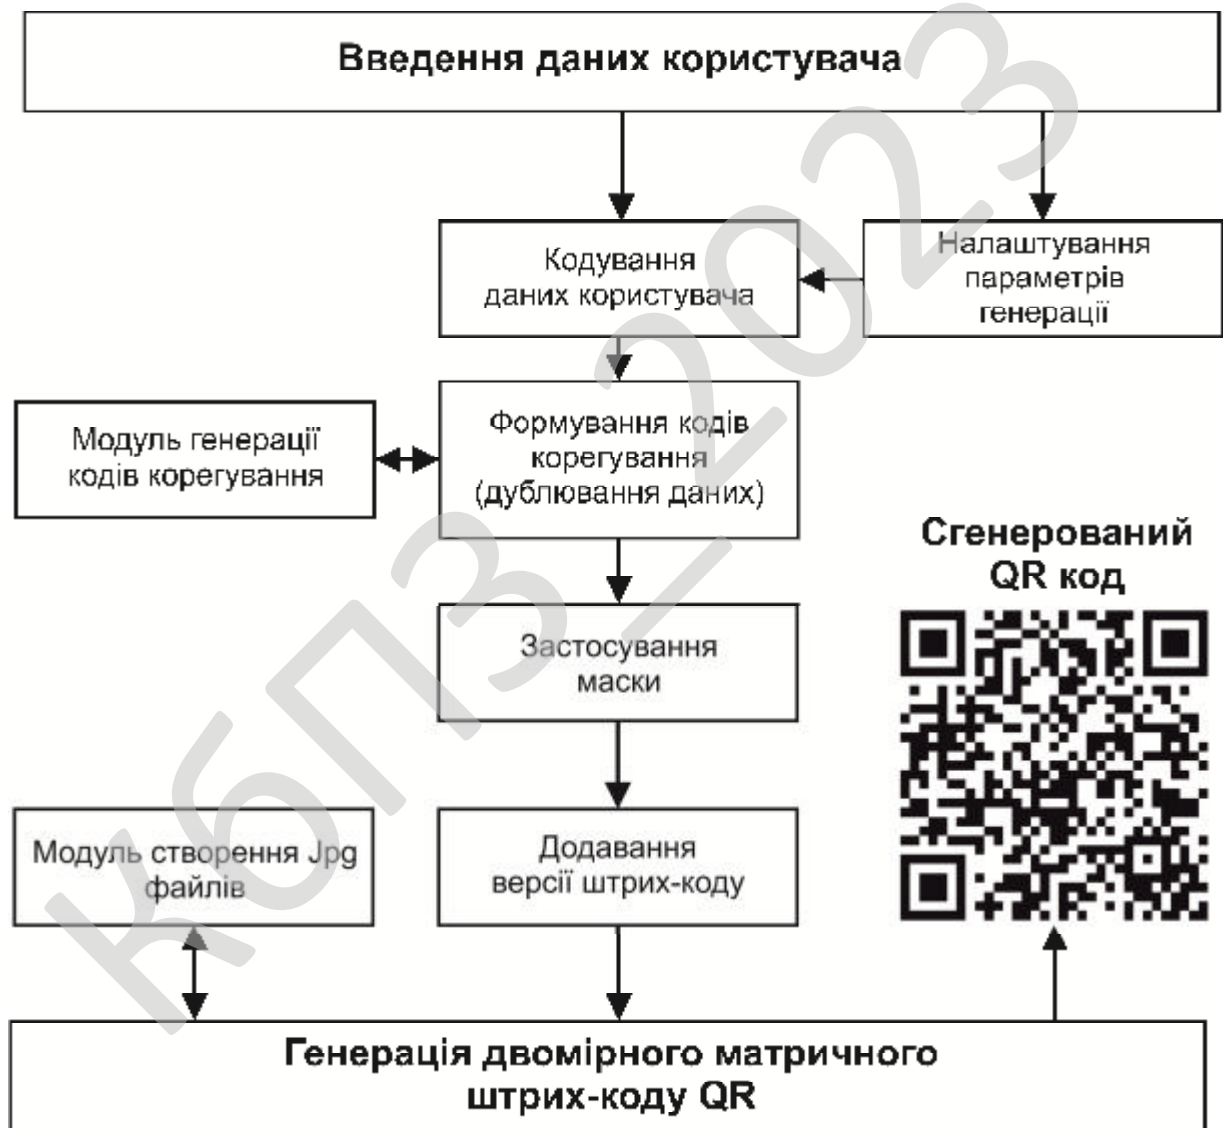 Введення даних користувача
Кодування
даних користувача
Налаштування
параметрів
генерації
Модуль генерації
кодів корегування
Формування кодів
корегування
(дублювання даних)
Сгенерований
QR код
Застосування
маски
Модуль створення Jpg
файлів
Додавання
версії штрих-коду
Генерація двомірного матричного
штрих-коду QR
КбПЗ_2023